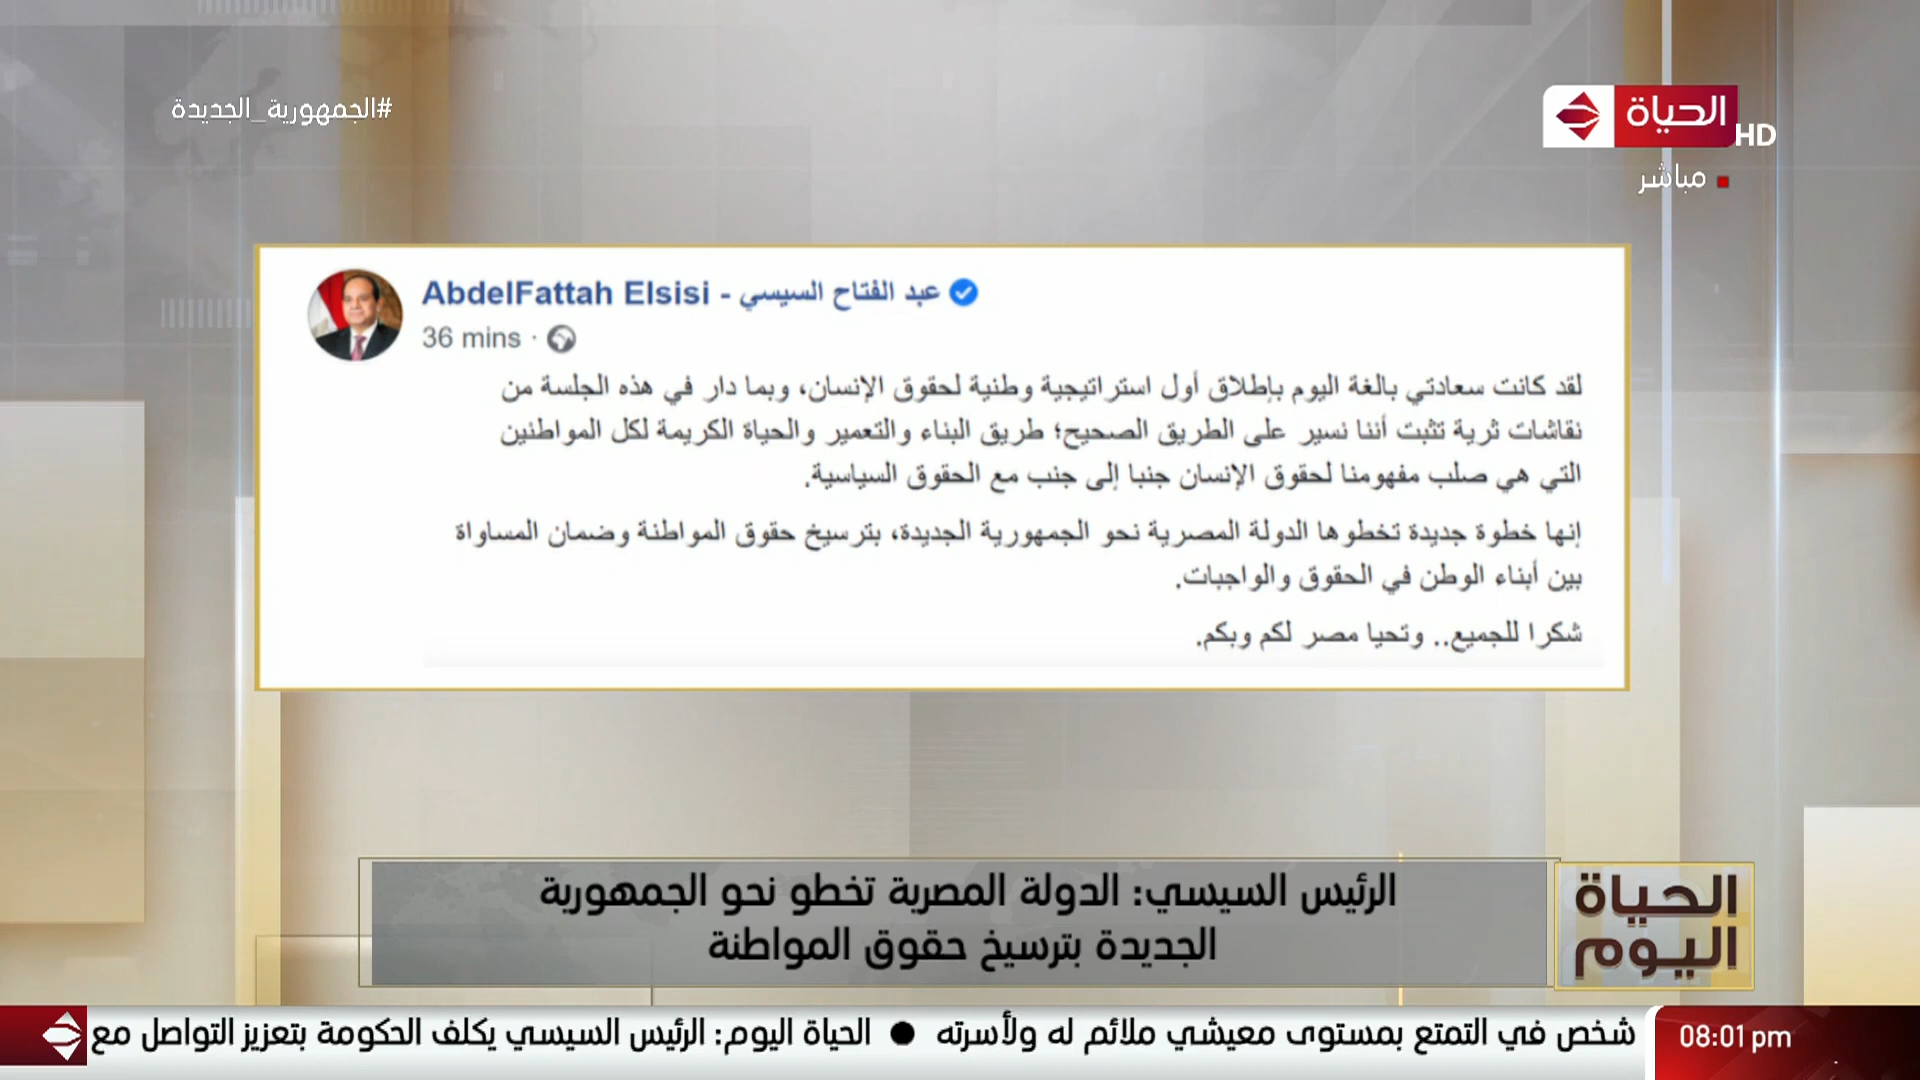 #الجمهورية_الجديدة
الحياة
HD
مباشر
AbdelFattah Elsisi - عبد الفتاح السيسي
36 mins ·
لقد كانت سعادتي بالغة اليوم بإطلاق أول استراتيجية وطنية لحقوق الإنسان، وبما دار في هذه الجلسة من
نقاشات ثرية تثبت أننا نسير على الطريق الصحيح؛ طريق البناء والتعمير والحياة الكريمة لكل المواطنين
التي هي صلب مفهومنا لحقوق الإنسان جنبا إلى جنب مع الحقوق السياسية.
إنها خطوة جديدة تخطوها الدولة المصرية نحو الجمهورية الجديدة، بترسيخ حقوق المواطنة وضمان المساواة
بين أبناء الوطن في الحقوق والواجبات.
شكرا للجميع.. وتحيا مصر لكم وبكم.
الرئيس السيسي: الدولة المصرية تخطو نحو الجمهورية
الجديدة بترسيخ حقوق المواطنة
الحياة
اليوم
شخص في التمتع بمستوى معيشي ملائم له ولأسرته ● الحياة اليوم: الرئيس السيسي يكلف الحكومة بتعزيز التواصل مع
08:01 pm